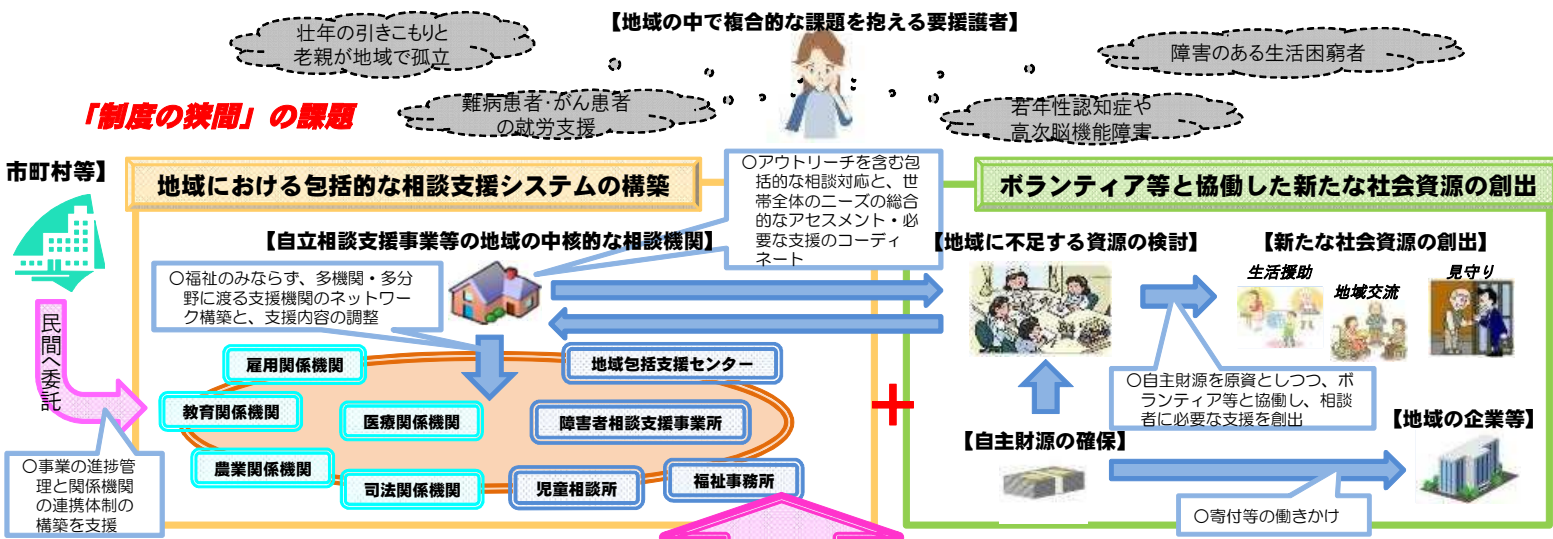 【地域の中で複合的な課題を抱える要援護者】
壮年の引きこもりと
老親が地域で孤立
障害のある生活困窮者
難病患者・がん患者
の就労支援
若年性認知症や
高次脳機能障害
「制度の狭間」の課題
市町村等】
地域における包括的な相談支援システムの構築
○アウトリーチを含む包
括的な相談対応と、世
帯全体のニーズの総合
的なアセスメント・必
要な支援のコーディ
ネート
ボランティア等と協働した新たな社会資源の創出
【自立相談支援事業等の地域の中核的な相談機関】
○福祉のみならず、多機関・多分
野に渡る支援機関のネットワー
ク構築と、支援内容の調整
民間へ委託
雇用関係機関
地域包括支援センター
教育関係機関
医療関係機関
障害者相談支援事業所
農業関係機関
司法関係機関
児童相談所
福祉事務所
○事業の進捗管
理と関係機関
の連携体制の
構築を支援
+
【地域に不足する資源の検討】
【新たな社会資源の創出】
生活援助
地域交流
見守り
○自主財源を原資としつつ、ボ
ランティア等と協働し、相談
者に必要な支援を創出
【自主財源の確保】
【地域の企業等】
○寄付等の働きかけ